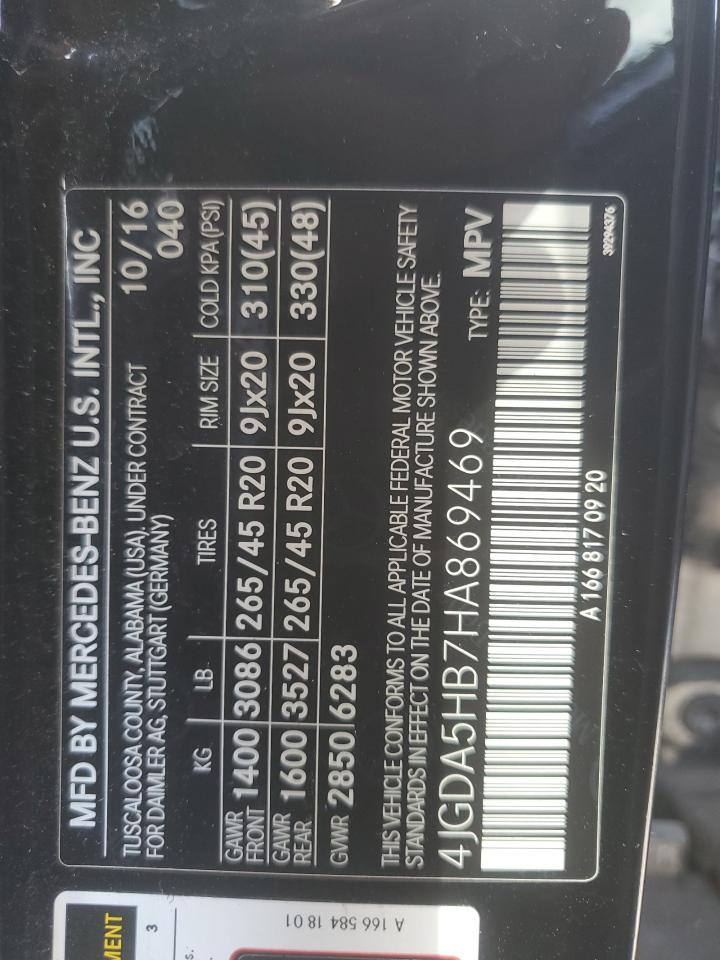 MFD BY MERCEDES-BENZ U.S. INTL., INC
TUSCALOOSA COUNTY, ALABAMA (USA), UNDER CONTRACT 10/16
FOR DAIMLER AG, STUTTGART (GERMANY) 040
KG LB TIRES RIM SIZE COLD KPA (PSI)
GAWR FRONT 1400 3086 265/45 R20 9Jx20 310(45)
GAWR REAR 1600 3527 265/45 R20 9Jx20 330(48)
GVWR 2850 6283
THIS VEHICLE CONFORMS TO ALL APPLICABLE FEDERAL MOTOR VEHICLE SAFETY
STANDARDS IN EFFECT ON THE DATE OF MANUFACTURE SHOWN ABOVE.
4JGDA5HB7HA869469 TYPE: MPV
A 166 817 09 20
39294376
MENT
3
s.
A 166 584 18 01